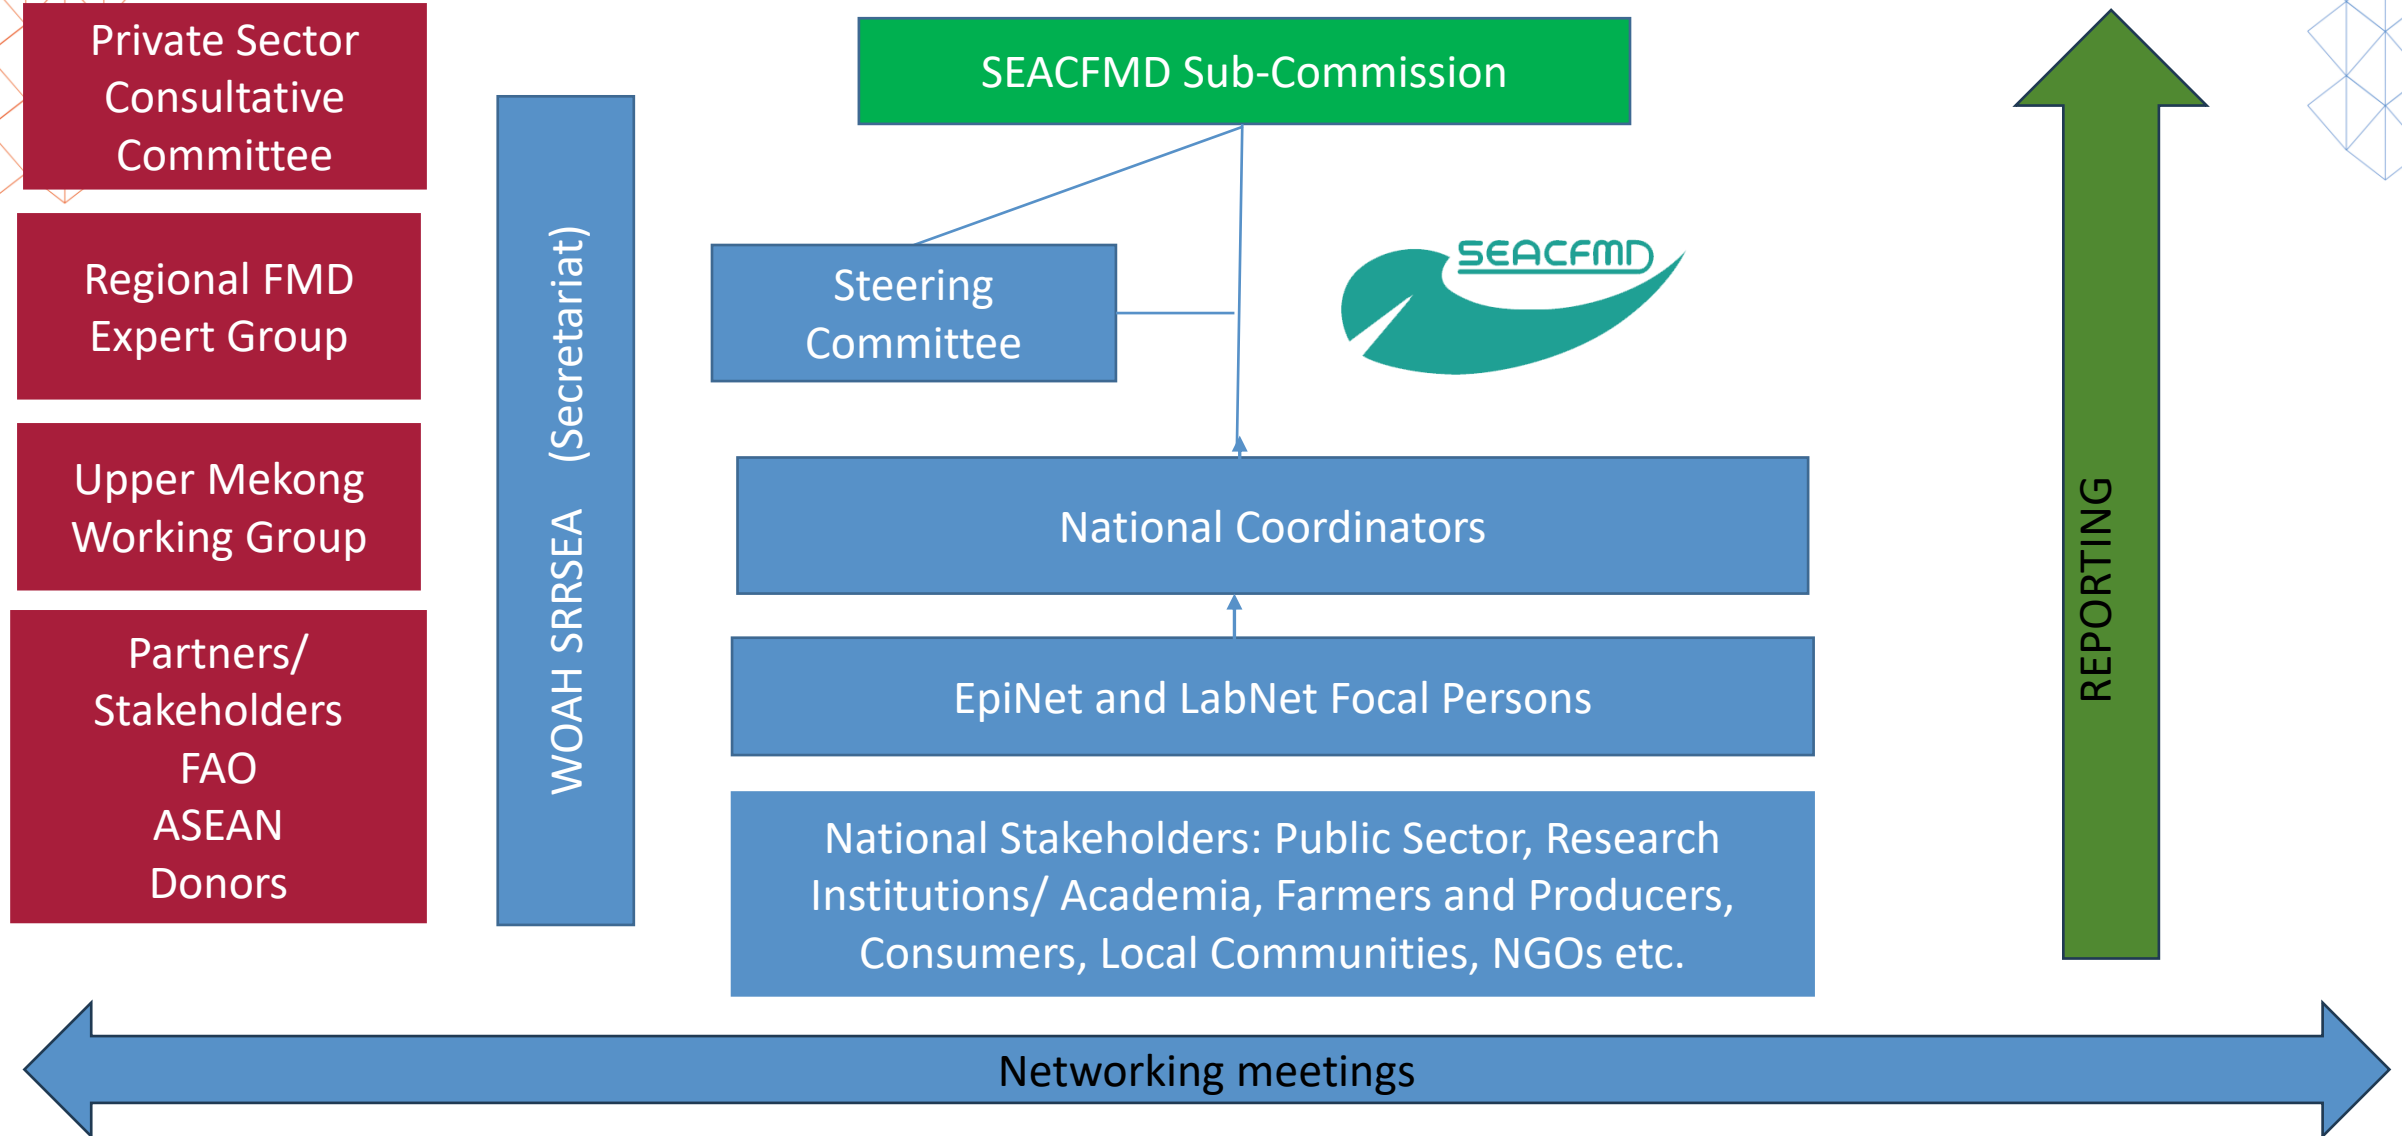 Private Sector
Consultative
Committee
Regional FMD
Expert Group
Upper Mekong
Working Group
Partners/
Stakeholders
FAO
ASEAN
Donors
WOAH SRRSEA (Secretariat)
SEACFMD Sub-Commission
Steering
Committee
SEACFMD
National Coordinators
EpiNet and LabNet Focal Persons
National Stakeholders: Public Sector, Research
Institutions/ Academia, Farmers and Producers,
Consumers, Local Communities, NGOs etc.
REPORTING
Networking meetings